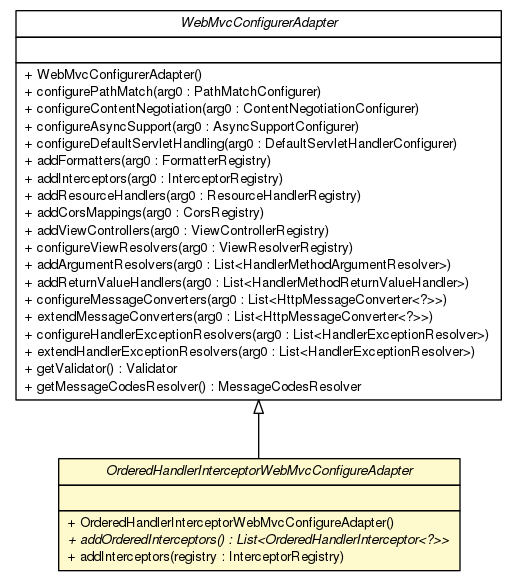 WebMvcConfigurerAdapter
+ WebMvcConfigurerAdapter()
+ configurePathMatch(arg0 : PathMatchConfigurer)
+ configureContentNegotiation(arg0 : ContentNegotiationConfigurer)
+ configureAsyncSupport(arg0 : AsyncSupportConfigurer)
+ configureDefaultServletHandling(arg0 : DefaultServletHandlerConfigurer)
+ addFormatters(arg0 : FormatterRegistry)
+ addInterceptors(arg0 : InterceptorRegistry)
+ addResourceHandlers(arg0 : ResourceHandlerRegistry)
+ addCorsMappings(arg0 : CorsRegistry)
+ addViewControllers(arg0 : ViewControllerRegistry)
+ configureViewResolvers(arg0 : ViewResolverRegistry)
+ addArgumentResolvers(arg0 : List<HandlerMethodArgumentResolver>)
+ addReturnValueHandlers(arg0 : List<HandlerMethodReturnValueHandler>)
+ configureMessageConverters(arg0 : List<HttpMessageConverter<?>>)
+ extendMessageConverters(arg0 : List<HttpMessageConverter<?>>)
+ configureHandlerExceptionResolvers(arg0 : List<HandlerExceptionResolver>)
+ extendHandlerExceptionResolvers(arg0 : List<HandlerExceptionResolver>)
+ getValidator() : Validator
+ getMessageCodesResolver() : MessageCodesResolver
OrderedHandlerInterceptorWebMvcConfigureAdapter
+ OrderedHandlerInterceptorWebMvcConfigureAdapter()
+ addOrderedInterceptors() : List<OrderedHandlerInterceptor<?>>
+ addInterceptors(registry : InterceptorRegistry)